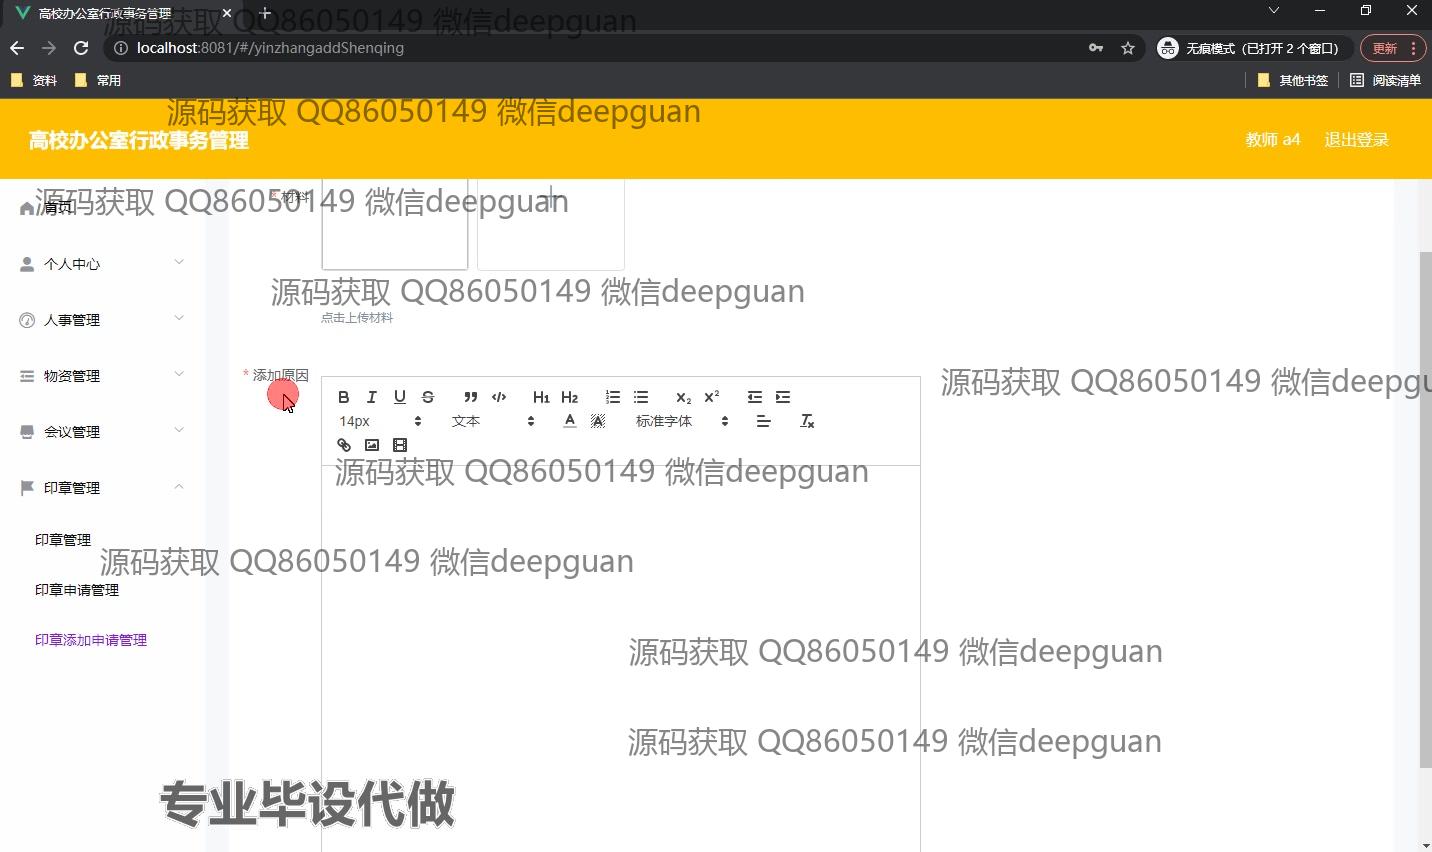 高校办公室行政事务管理
源码获取 QQ86050149 微信deepguan
localhost:8081/#/yinzhangaddShenqing
无痕模式（已打开 2 个窗口）
更新
资料
常用
其他书签
阅读清单
源码获取 QQ86050149 微信deepguan
高校办公室行政事务管理
教师 a4
退出登录
* 材料
源码获取 QQ86050149 微信deepguan
首页
个人中心
源码获取 QQ86050149 微信deepguan
点击上传材料
人事管理
物资管理
* 添加原因
源码获取 QQ86050149 微信deepgu
B I U S H1 H2 X2 X2
14px 文本 A A 标准字体 Tx
会议管理
源码获取 QQ86050149 微信deepguan
印章管理
印章管理
源码获取 QQ86050149 微信deepguan
印章申请管理
印章添加申请管理
源码获取 QQ86050149 微信deepguan
源码获取 QQ86050149 微信deepguan
专业毕设代做